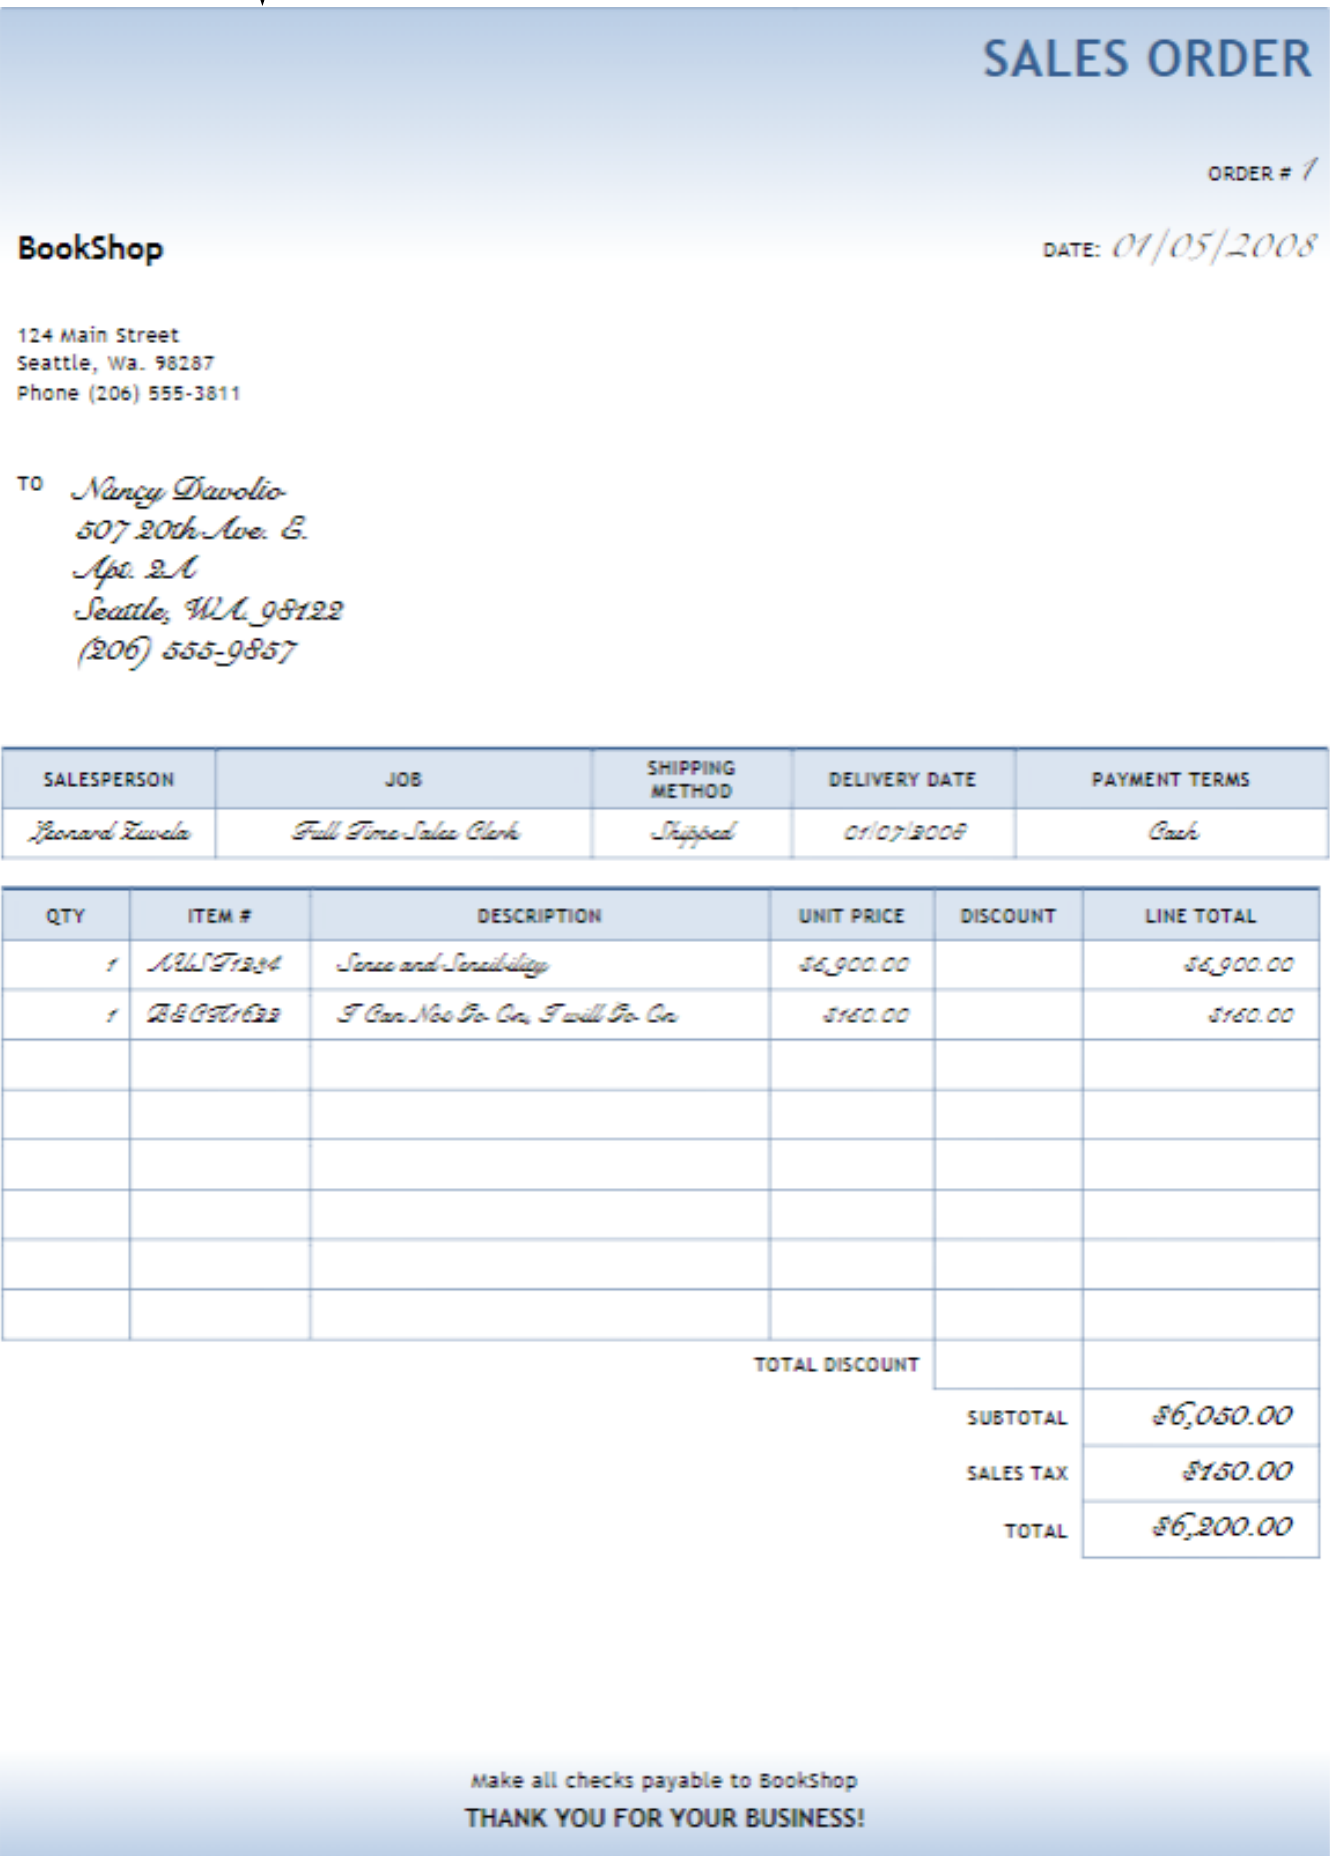 SALES ORDER
ORDER # 1
BookShop
DATE: 01/05/2008
124 Main Street
Seattle, Wa. 98287
Phone (206) 555-3811
TO Nancy Davolio
507 20th Ave. E.
Apt. 2A
Seattle, WA 98122
(206) 555-9857
SALESPERSON JOB SHIPPING METHOD DELIVERY DATE PAYMENT TERMS
Leonard Zuvela Full Time Sales Clerk Shipped 01/07/2008 Cash
QTY ITEM # DESCRIPTION UNIT PRICE DISCOUNT LINE TOTAL
1 AUST1234 Sense and Sensibility $5,900.00 $5,900.00
1 BECK1622 I Can Not Go On, I will Go On $150.00 $150.00
TOTAL DISCOUNT
SUBTOTAL $6,050.00
SALES TAX $150.00
TOTAL $6,200.00
Make all checks payable to BookShop
THANK YOU FOR YOUR BUSINESS!